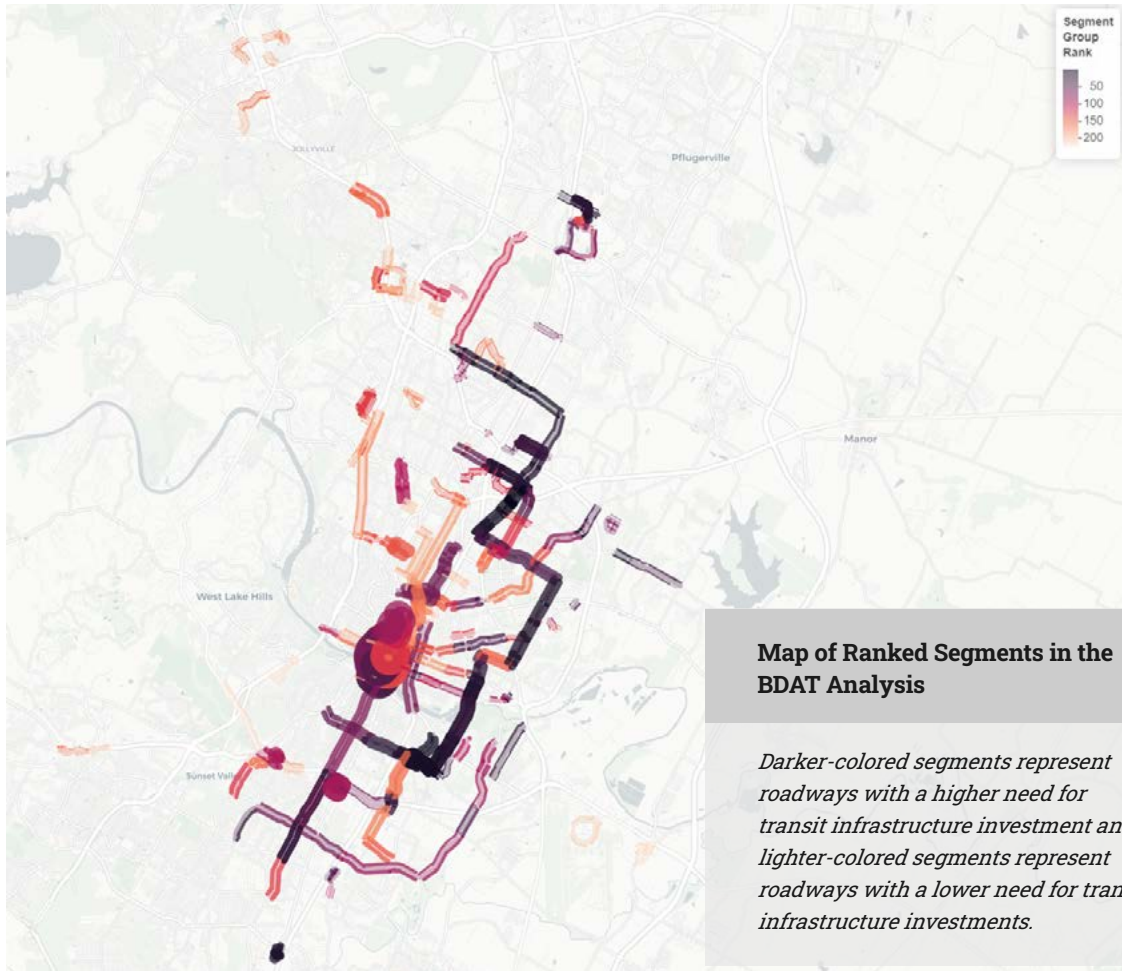 Segment
Group
Rank
50
100
150
200
JOLLYVILLE
Pflugerville
Manor
West Lake Hills
Sunset
Map of Ranked Segments in the
BDAT Analysis
Darker-colored segments represent
roadways with a higher need for
transit infrastructure investment
lighter-colored segments represent
roadways with a lower need for
infrastructure investments.